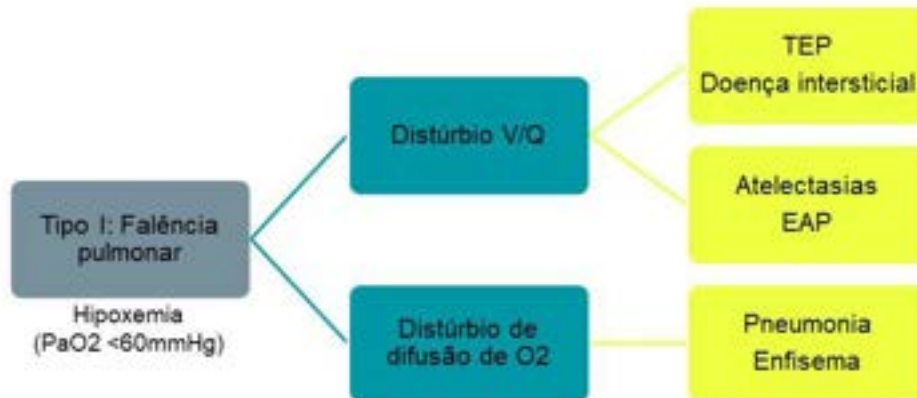 Tipo I: Falência
pulmonar
Hipoxemia
(PaO2 <60mmHg)
Distúrbio V/Q
TEP
Doença intersticial
Atelectasias
EAP
Distúrbio de
difusão de O2
Pneumonia
Enfisema